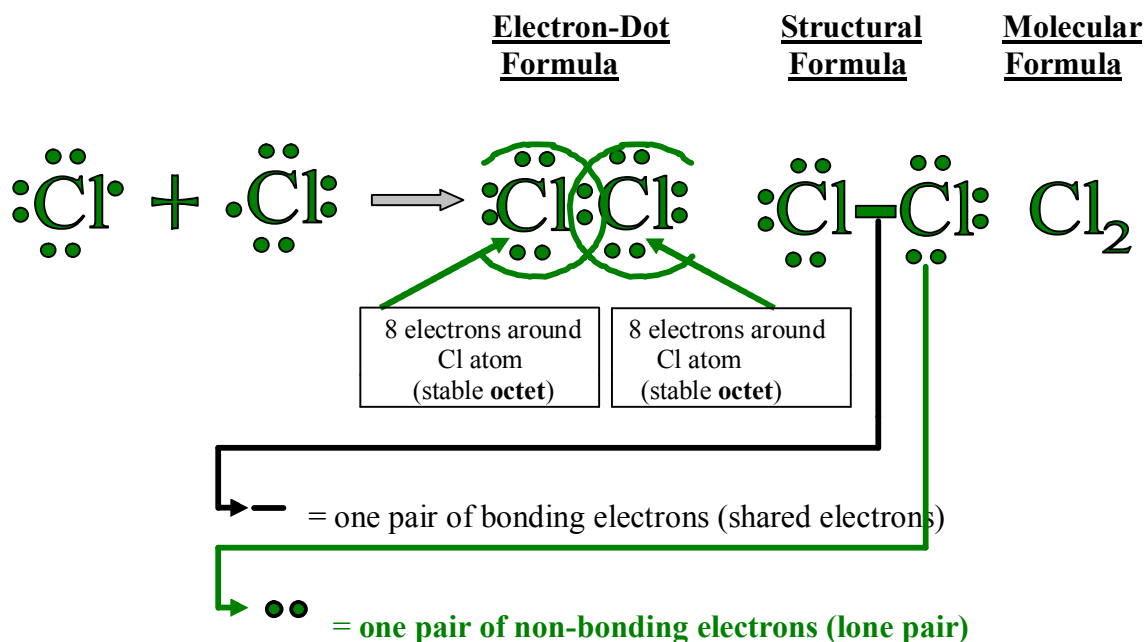 Electron-Dot Formula
Structural Formula
Molecular Formula
Cl + Cl Cl Cl Cl – Cl Cl₂
8 electrons around
Cl atom
(stable octet)
8 electrons around
Cl atom
(stable octet)
= one pair of bonding electrons (shared electrons)
= one pair of non-bonding electrons (lone pair)